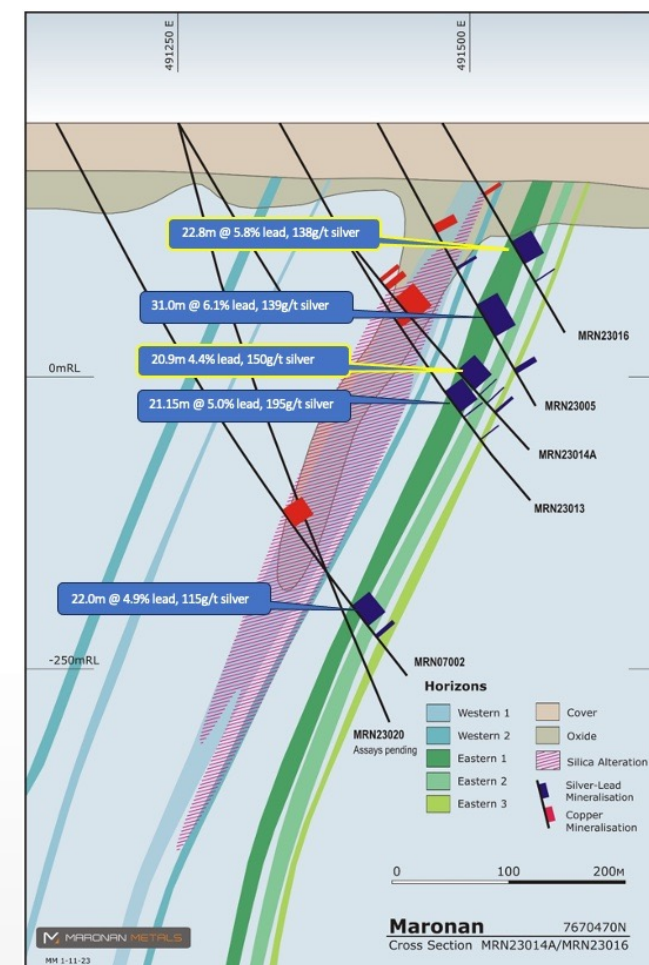 491250 E
491500 E
22.8m @ 5.8% lead, 138g/t silver
31.0m @ 6.1% lead, 139g/t silver
MRN23016
20.9m 4.4% lead, 150g/t silver
0mRL
21.15m @ 5.0% lead, 195g/t silver
MRN23005
MRN23014A
MRN23013
22.0m @ 4.9% lead, 115g/t silver
-250mRL
MRN07002
MRN23020
Assays pending
Horizons
Western 1
Western 2
Eastern 1
Eastern 2
Eastern 3
Cover
Oxide
Silica Alteration
Silver-Lead
Mineralisation
Copper
Mineralisation
0 100 200M
Maronan 7670470N
Cross Section MRN23014A/MRN23016
MARONAN METALS
MM 1-11-23